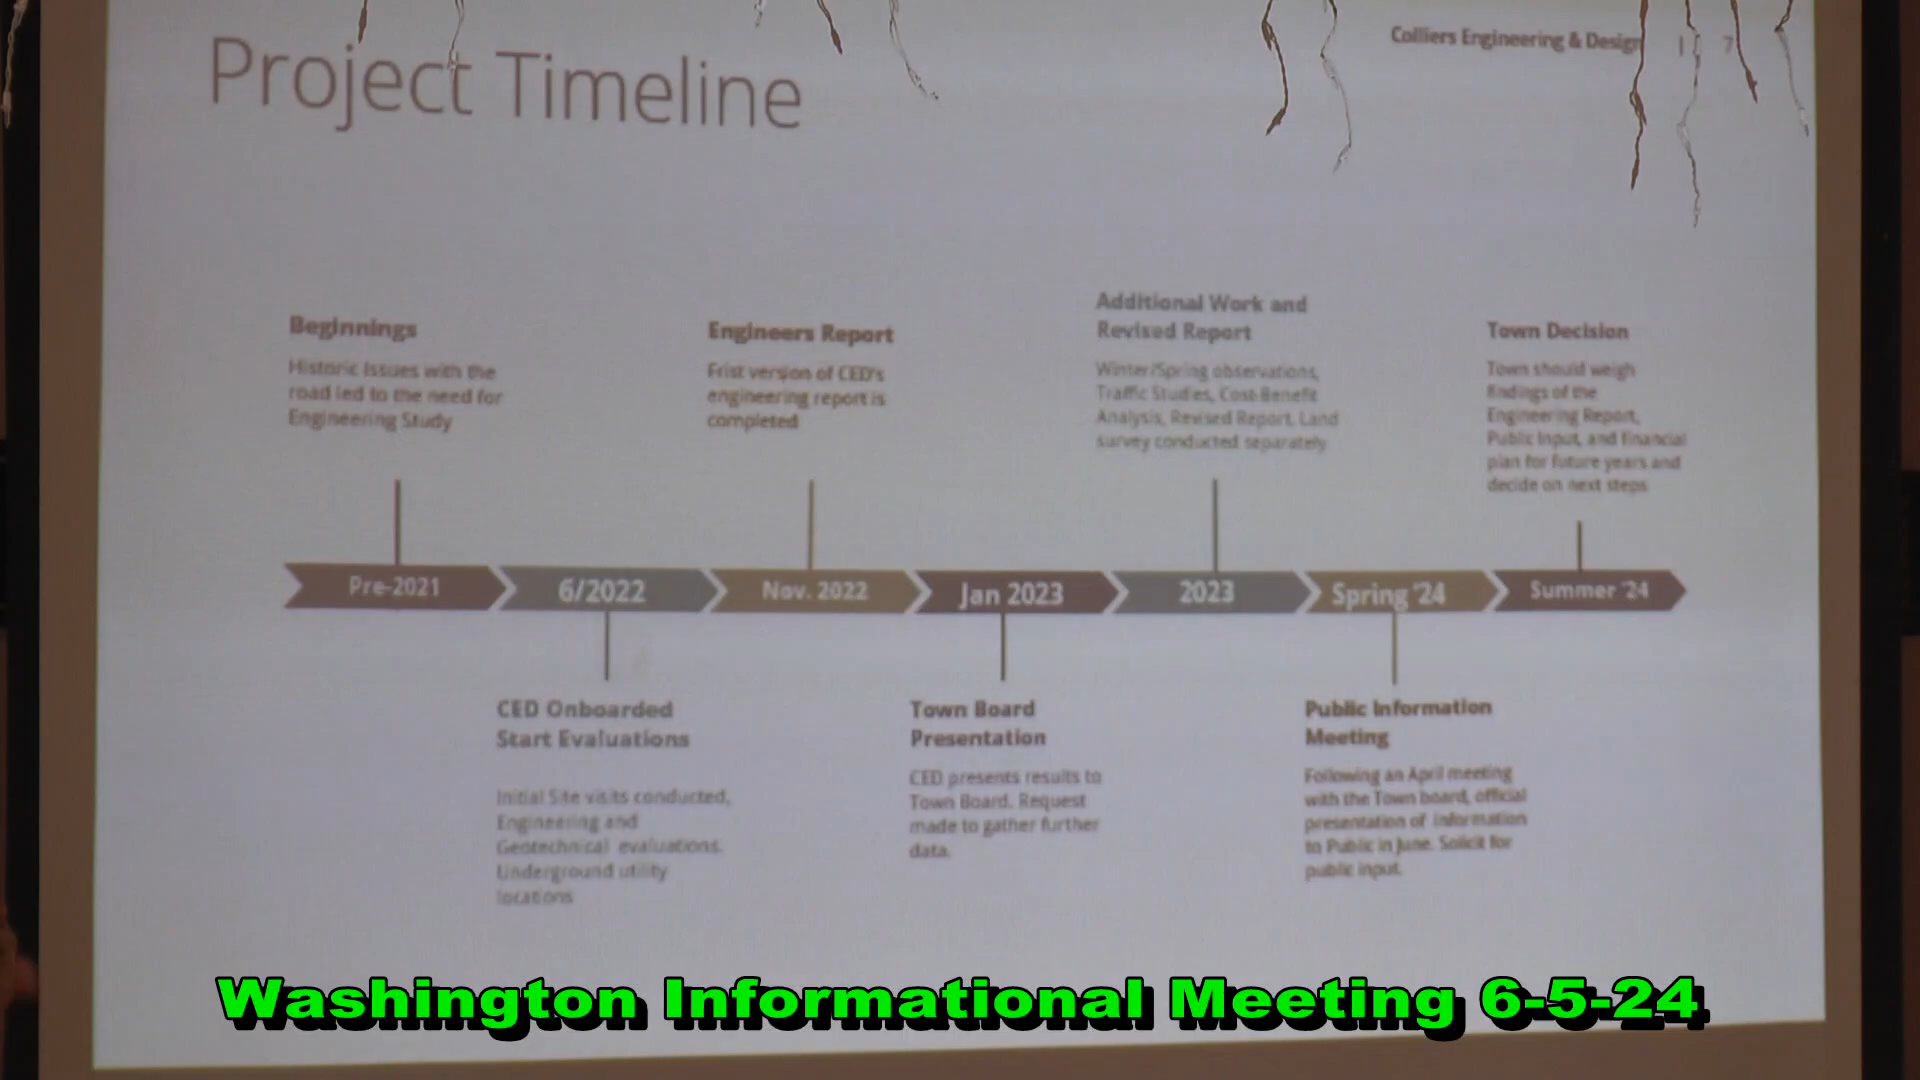 Colliers Engineering & Design | 7
Project Timeline
Beginnings
Historic Issues with the
road led to the need for
Engineering Study
Engineers Report
Frist version of CED's
engineering report is
completed
Additional Work and
Revised Report
Winter/Spring observations,
Traffic Studies, Cost-Benefit
Analysis, Revised Report, Land
survey conducted separately
Town Decision
Town should weigh
findings of the
Engineering Report,
Public Input, and financial
plan for future years and
decide on next steps
Pre-2021
6/2022
Nov. 2022
Jan 2023
2023
Spring '24
Summer '24
CED Onboarded
Start Evaluations
Initial Site visits conducted,
Engineering and
Geotechnical evaluations.
Underground utility
locations
Town Board
Presentation
CED presents results to
Town Board. Request
made to gather further
data.
Public Information
Meeting
Following an April meeting
with the Town board, official
presentation of information
to Public in June. Solicit for
public input.
Washington Informational Meeting 6-5-24